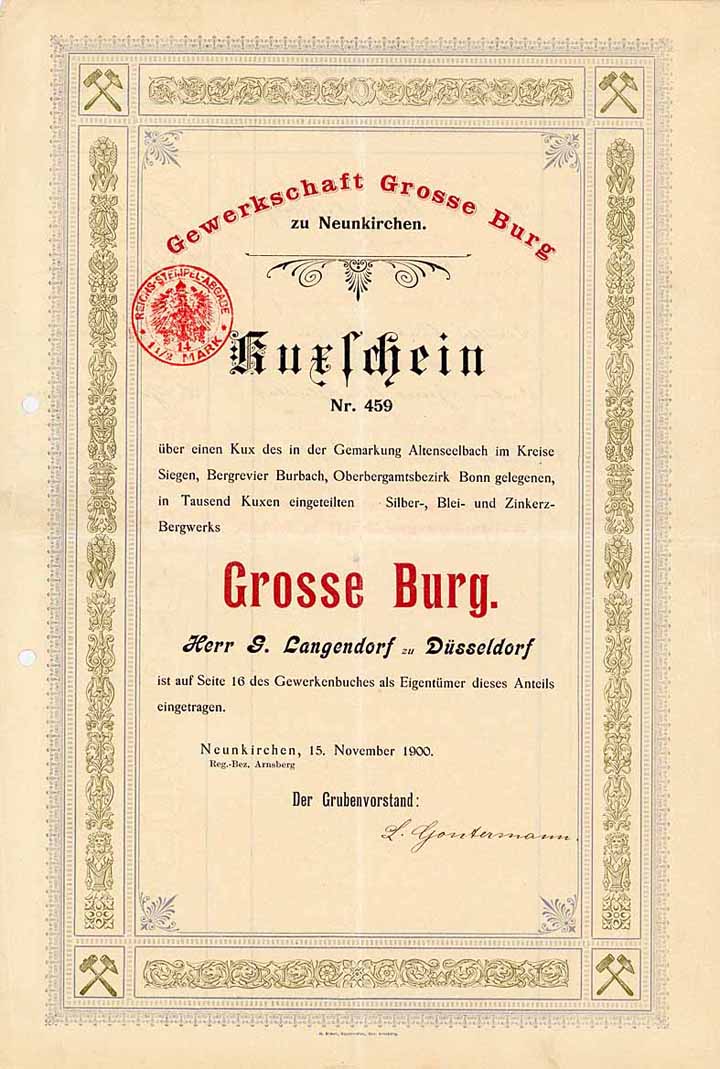 Gewerkschaft Grosse Burg
zu Neunkirchen.
REICHS-STEMPEL-ABGABE
14
1 1/2 MARK
Kuxschein
Nr. 459
über einen Kux des in der Gemarkung Altenseelbach im Kreise
Siegen, Bergrevier Burbach, Oberbergamtsbezirk Bonn gelegenen,
in Tausend Kuxen eingeteilten Silber-, Blei- und Zinkerz-
Bergwerks
Grosse Burg.
Herr G. Langendorf zu Düsseldorf
ist auf Seite 16 des Gewerkenbuches als Eigentümer dieses Anteils
eingetragen.
Neunkirchen, 15. November 1900.
Reg.-Bez. Arnsberg
Der Grubenvorstand:
L. Gontermann.